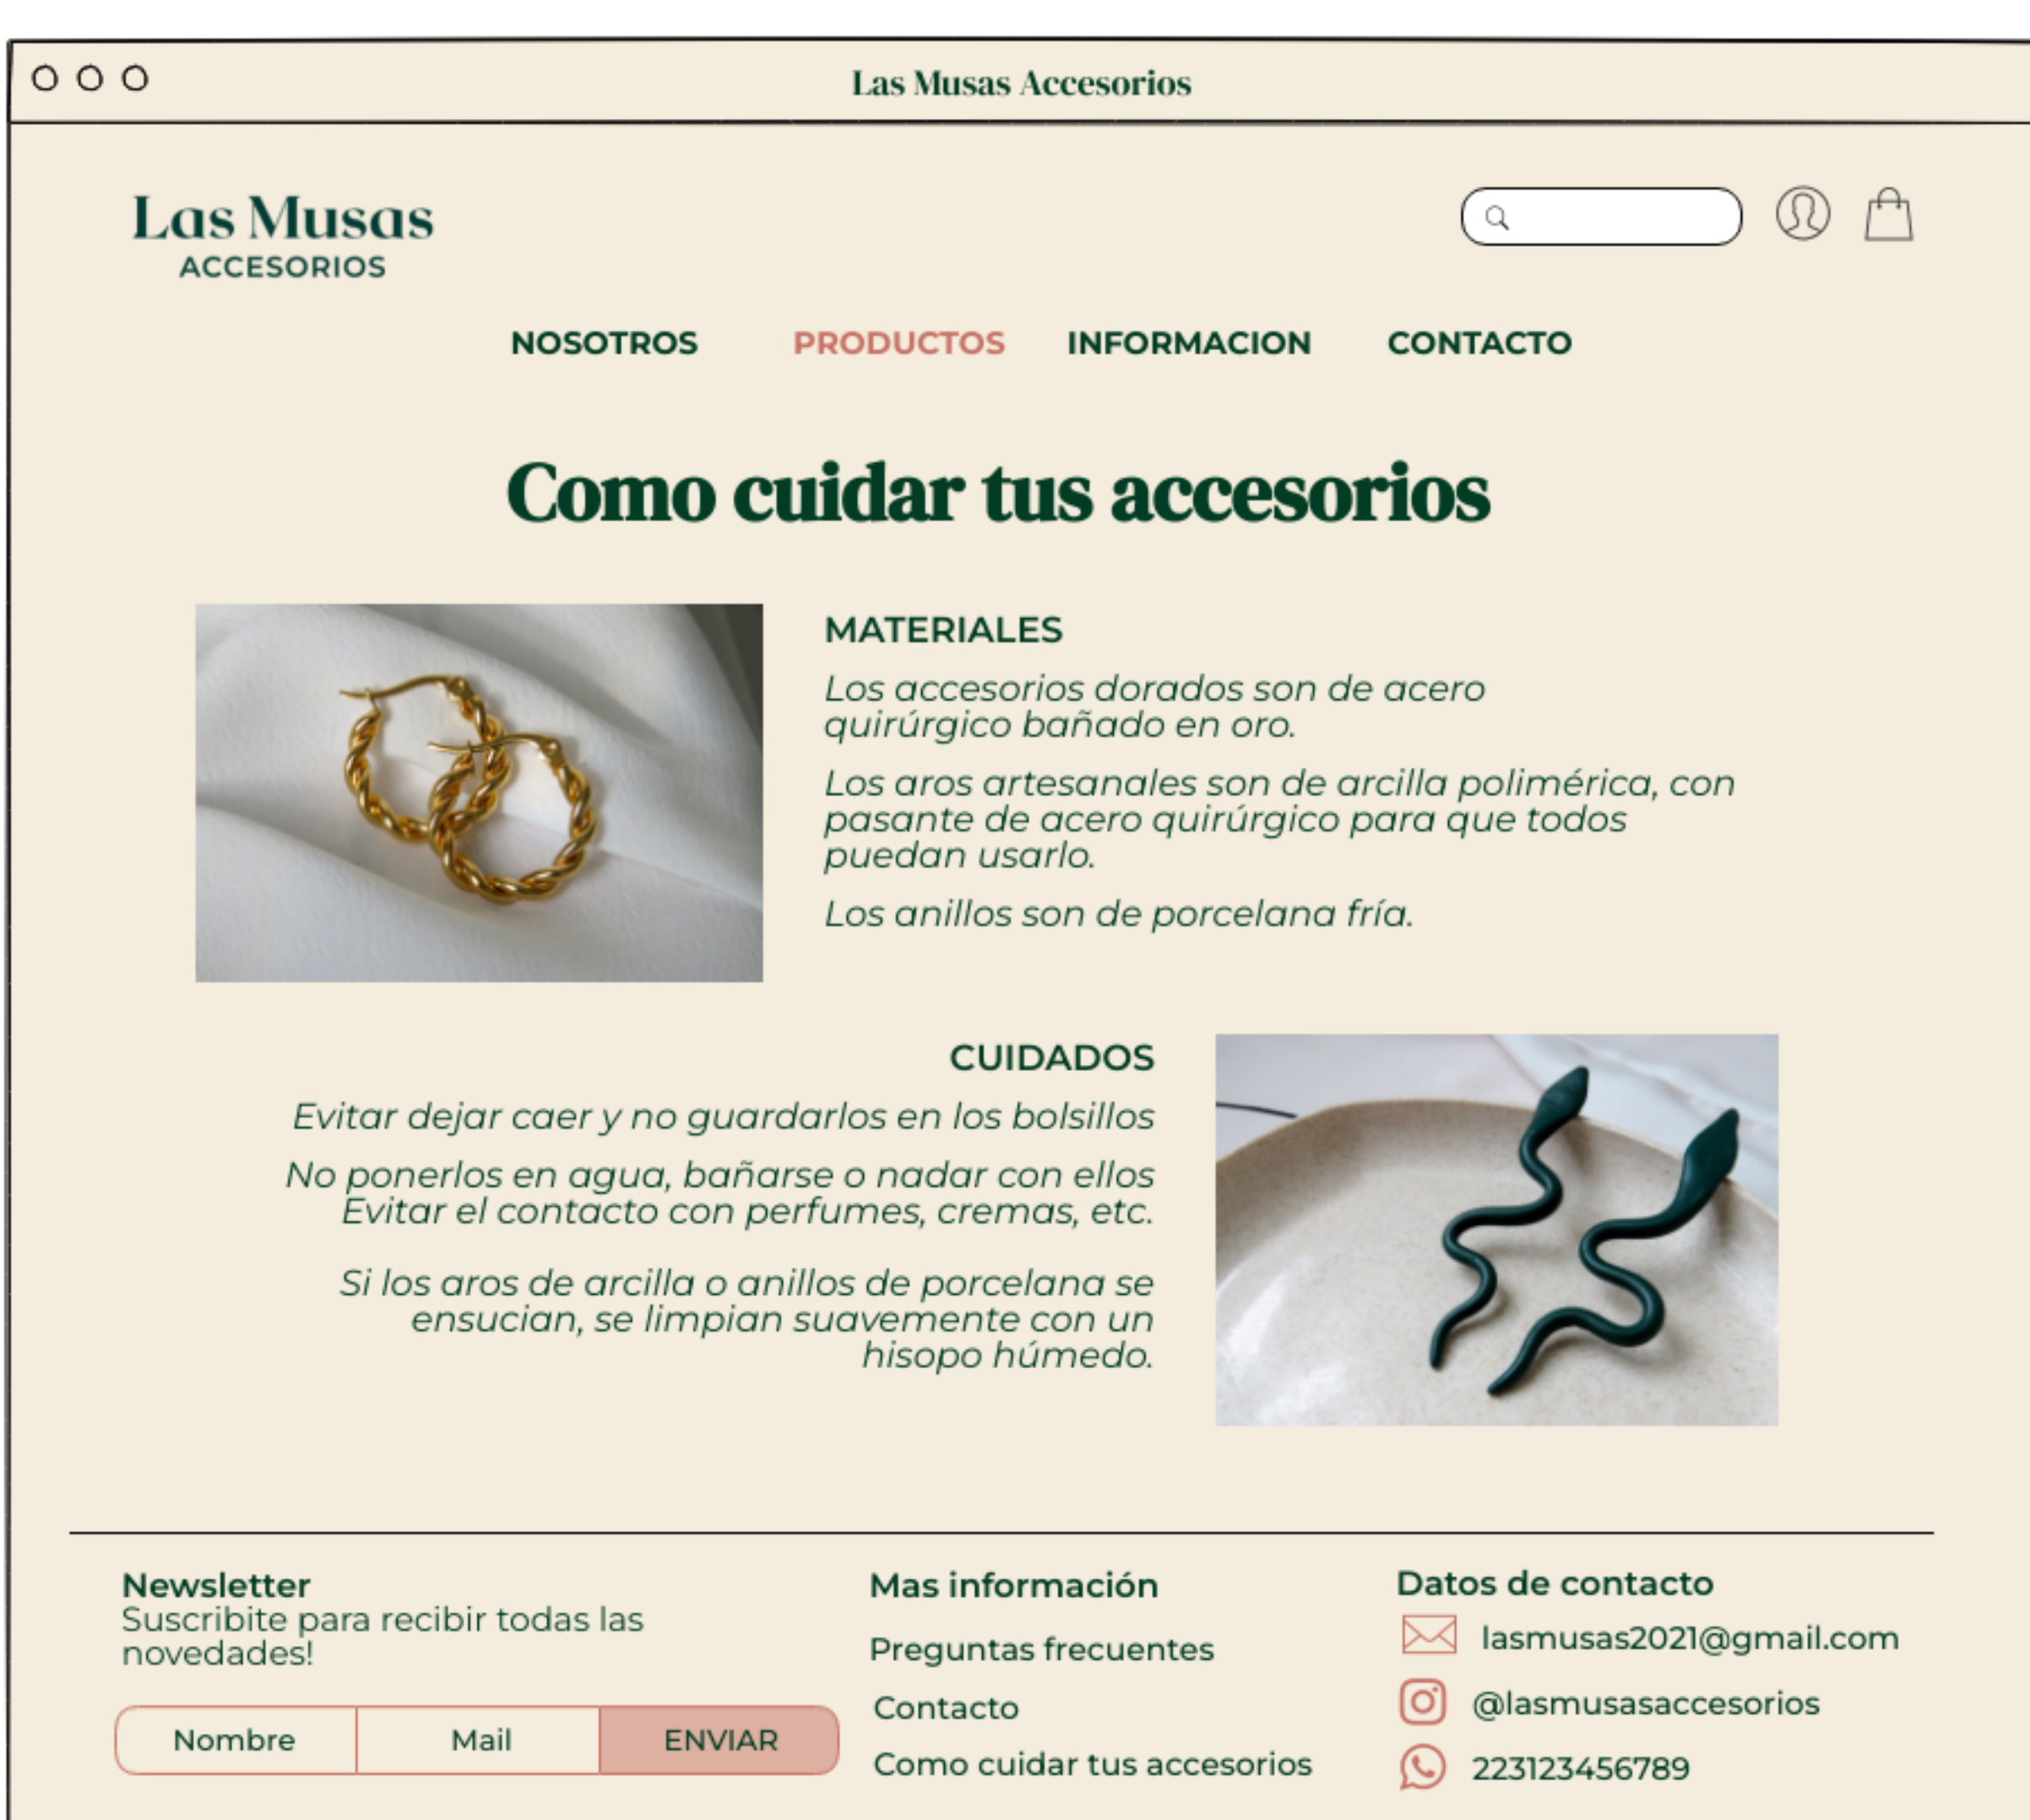 Las Musas Accesorios
Las Musas
ACCESORIOS
NOSOTROS PRODUCTOS INFORMACION CONTACTO
Como cuidar tus accesorios
MATERIALES
Los accesorios dorados son de acero
quirúrgico bañado en oro.
Los aros artesanales son de arcilla polimérica, con
pasante de acero quirúrgico para que todos
puedan usarlo.
Los anillos son de porcelana fría.
CUIDADOS
Evitar dejar caer y no guardarlos en los bolsillos
No ponerlos en agua, bañarse o nadar con ellos
Evitar el contacto con perfumes, cremas, etc.
Si los aros de arcilla o anillos de porcelana se
ensucian, se limpian suavemente con un
hisopo húmedo.
Newsletter
Suscribite para recibir todas las
novedades!
Nombre Mail ENVIAR
Mas información
Preguntas frecuentes
Contacto
Como cuidar tus accesorios
Datos de contacto
lasmusas2021@gmail.com
@lasmusasaccesorios
223123456789